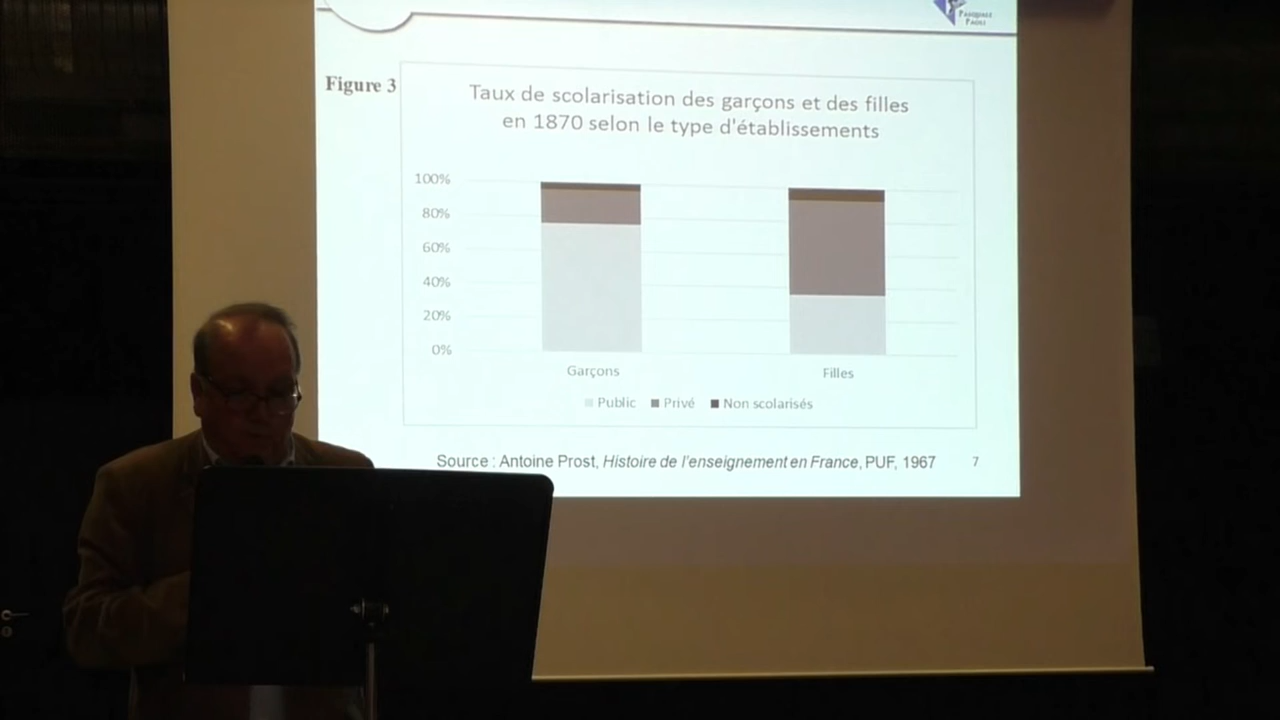 PASQUALE
PAOLI
Figure 3
Taux de scolarisation des garçons et des filles
en 1870 selon le type d'établissements
100%
80%
60%
40%
20%
0%
Garçons
Filles
Public
Privé
Non scolarisés
Source : Antoine Prost, Histoire de l'enseignement en France, PUF, 1967
7